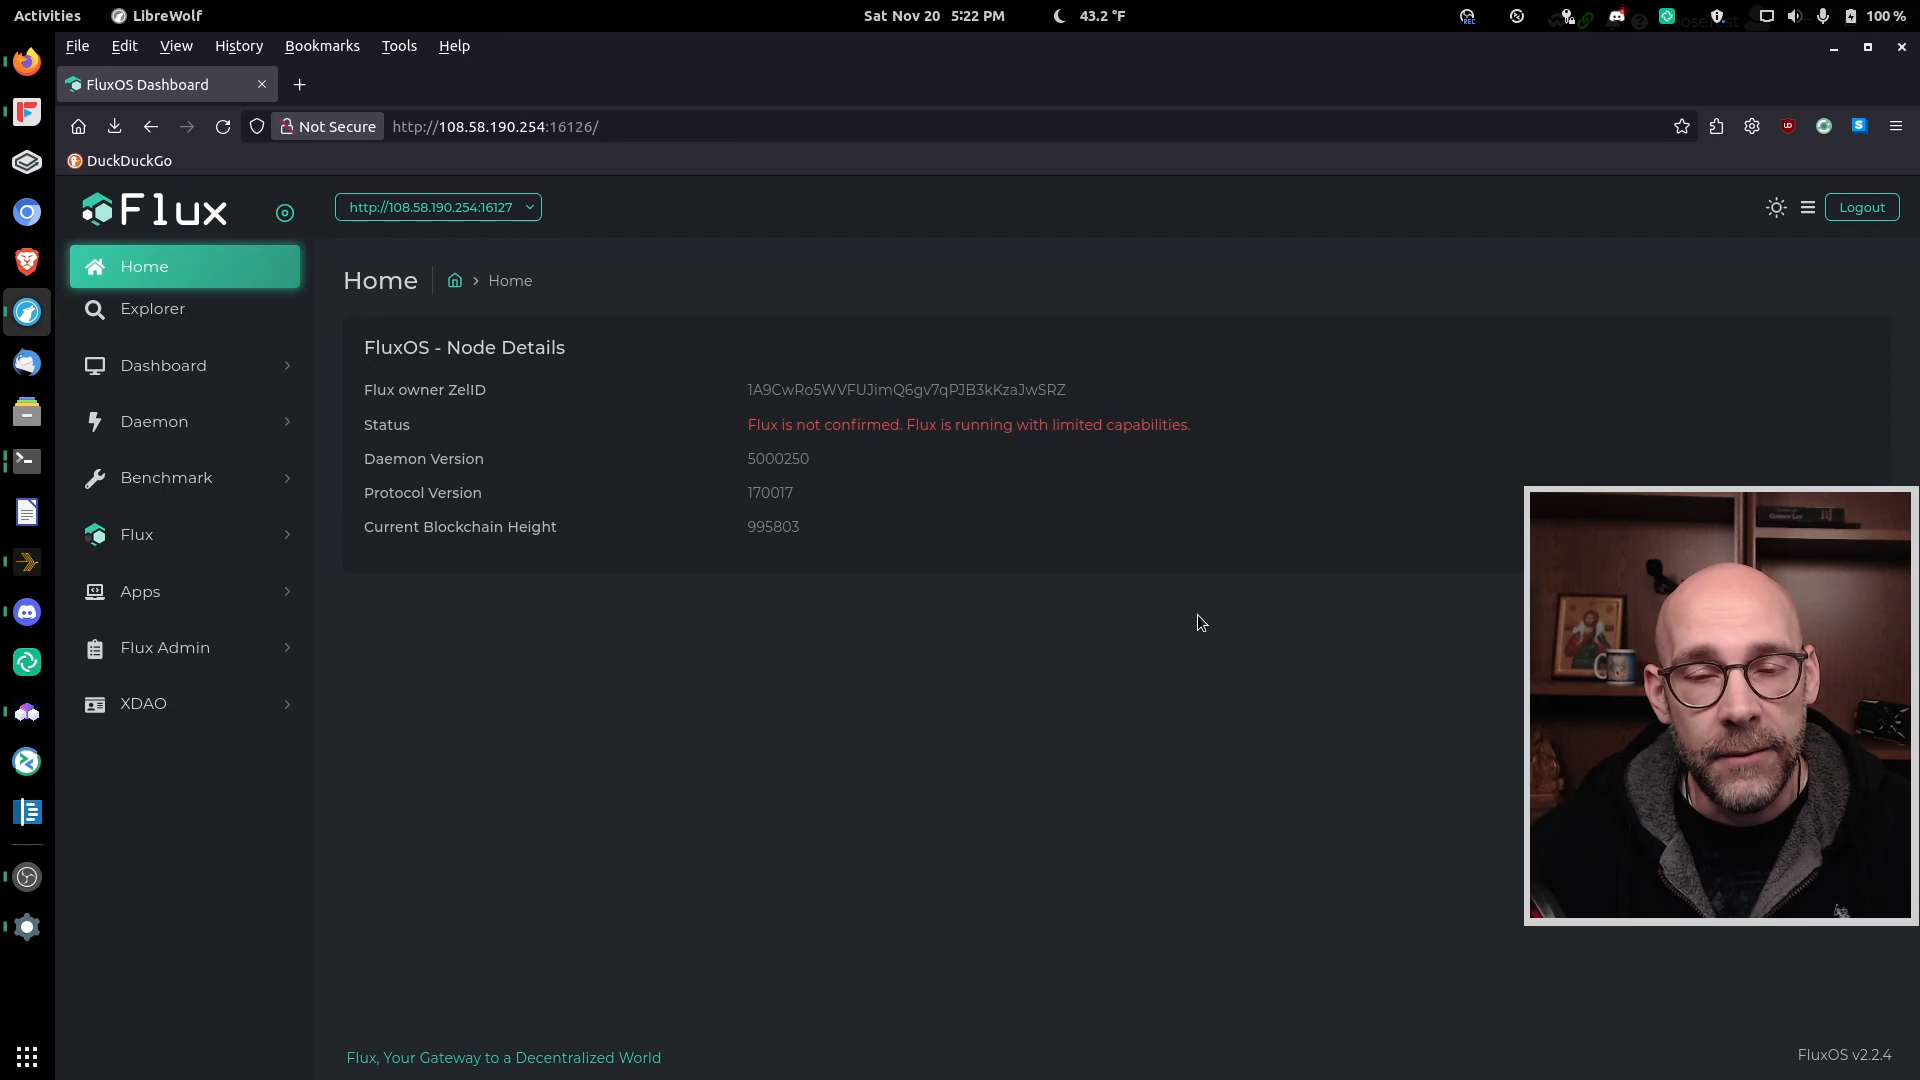 Activities LibreWolf Sat Nov 20 5:22 PM 43.2 °F 100 %
File Edit View History Bookmarks Tools Help
FluxOS Dashboard
Not Secure http://108.58.190.254:16126/
DuckDuckGo
Flux http://108.58.190.254:16127 Logout
Home
Explorer
Dashboard
Daemon
Benchmark
Flux
Apps
Flux Admin
XDAO
Home Home
FluxOS - Node Details
Flux owner ZelID 1A9CwRo5WVFUJimQ6gv7qPJB3kKzaJwSRZ
Status Flux is not confirmed. Flux is running with limited capabilities.
Daemon Version 5000250
Protocol Version 170017
Current Blockchain Height 995803
Flux, Your Gateway to a Decentralized World
FluxOS v2.2.4